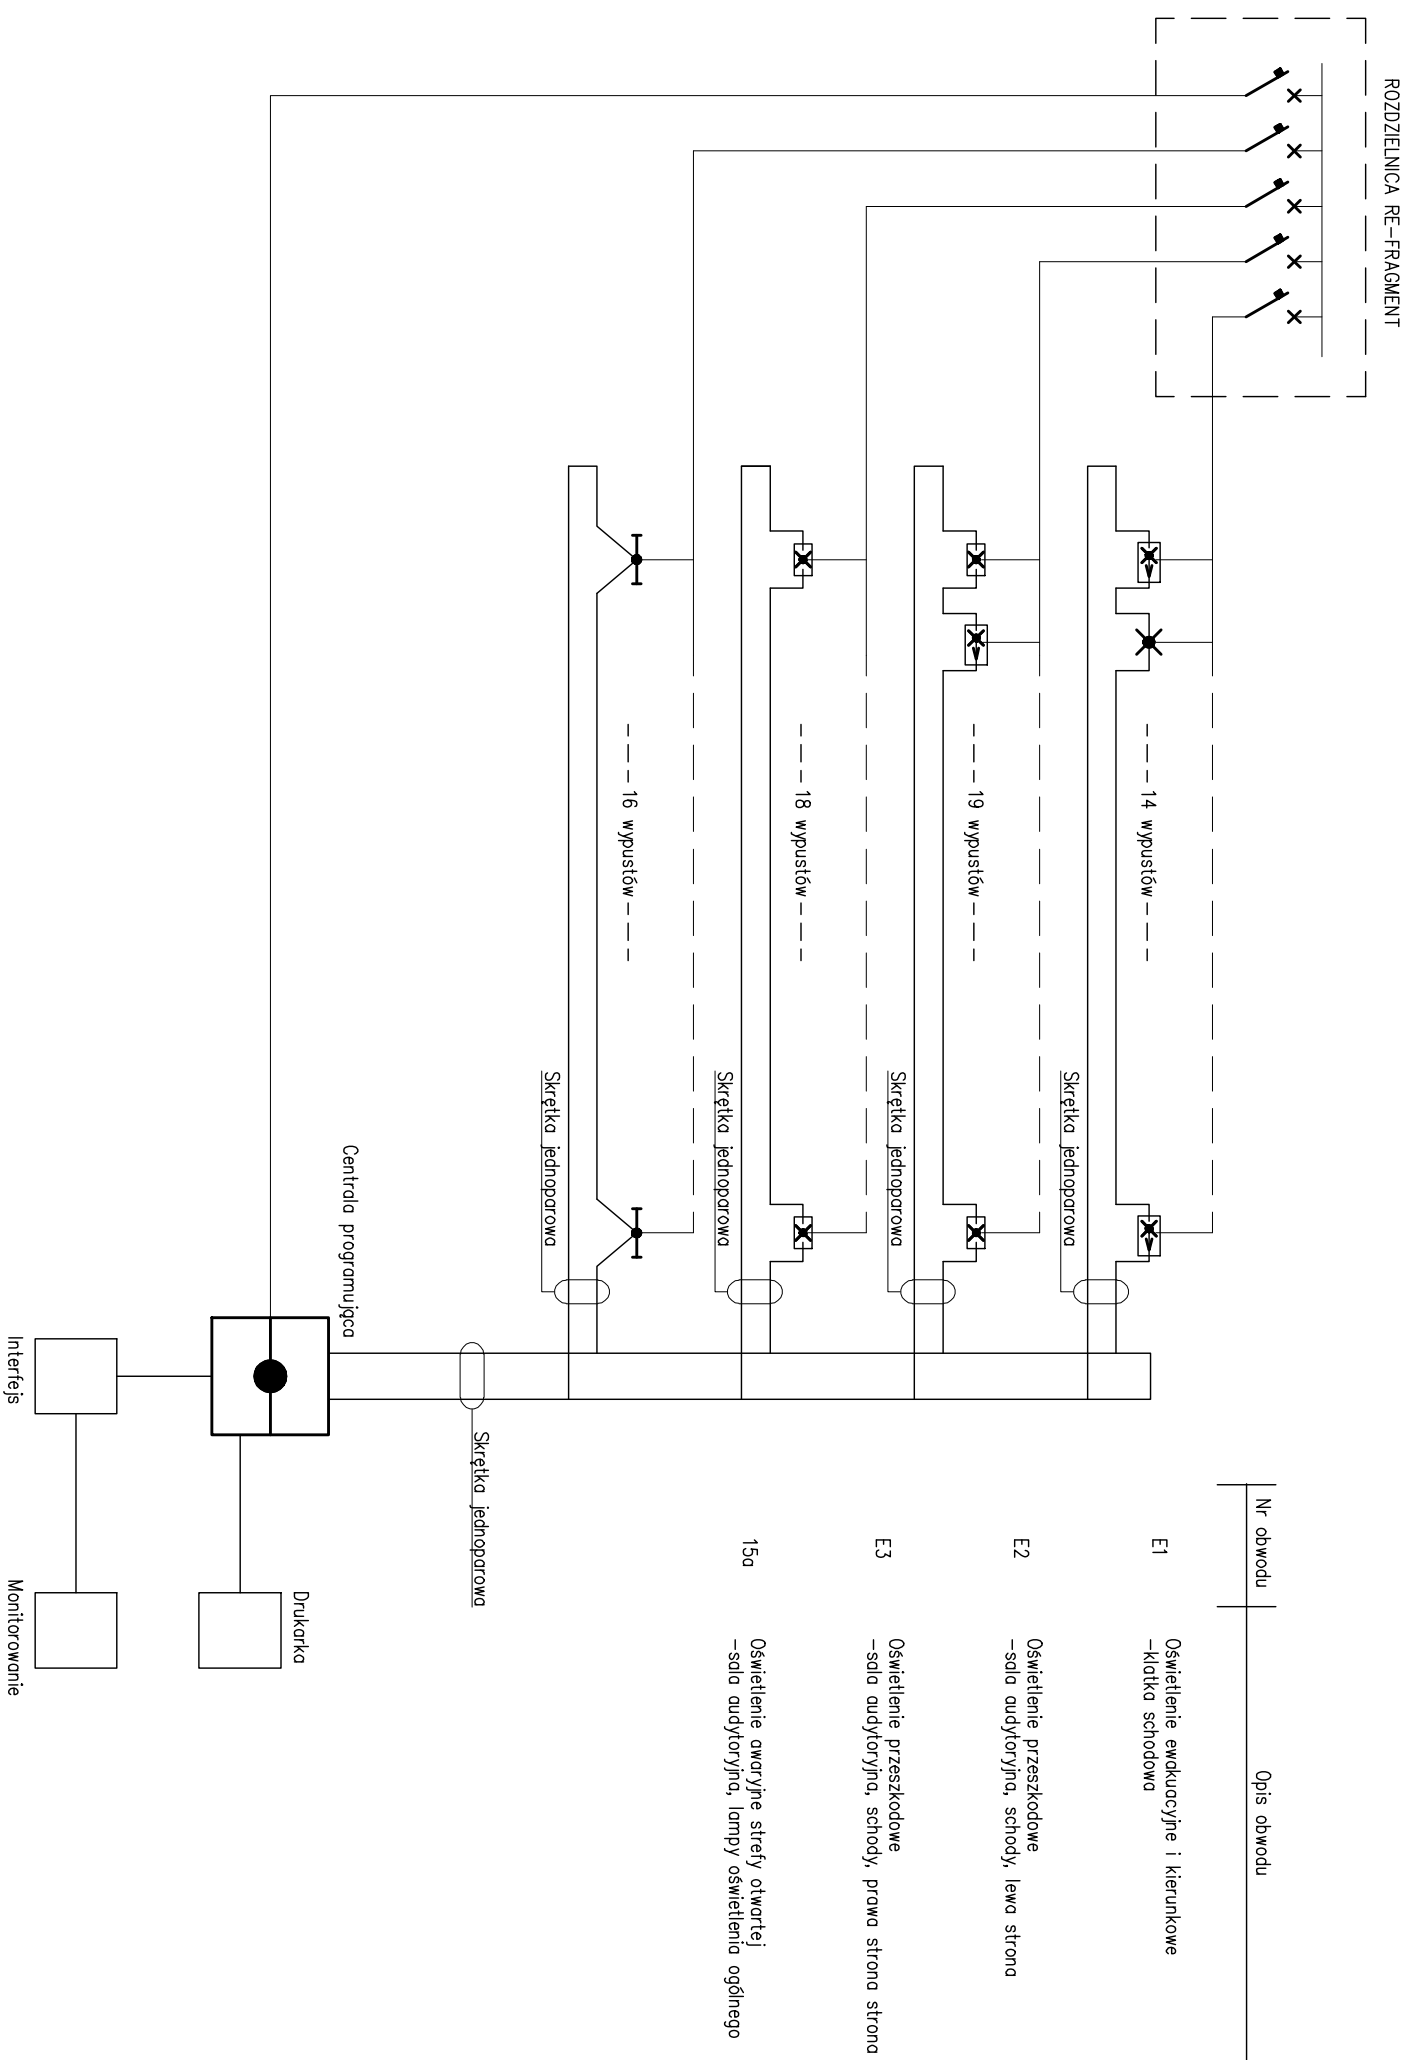 ROZDZIELNICA RE-FRAGMENT
Nr obwodu
Opis obwodu
14 wypustów
Skrętka jednoparowa
E1
Oświetlenie ewakuacyjne i kierunkowe
-klatka schodowa
19 wypustów
Skrętka jednoparowa
E2
Oświetlenie przeszkodowe
-sala audytoryjna, schody, lewa strona
18 wypustów
Skrętka jednoparowa
E3
Oświetlenie przeszkodowe
-sala audytoryjna, schody, prawa strona strona
16 wypustów
Skrętka jednoparowa
15a
Oświetlenie awaryjne strefy otwartej
-sala audytoryjna, lampy oświetlenia ogólnego
Skrętka jednoparowa
Centrala programująca
Drukarka
Interfejs
Monitorowanie